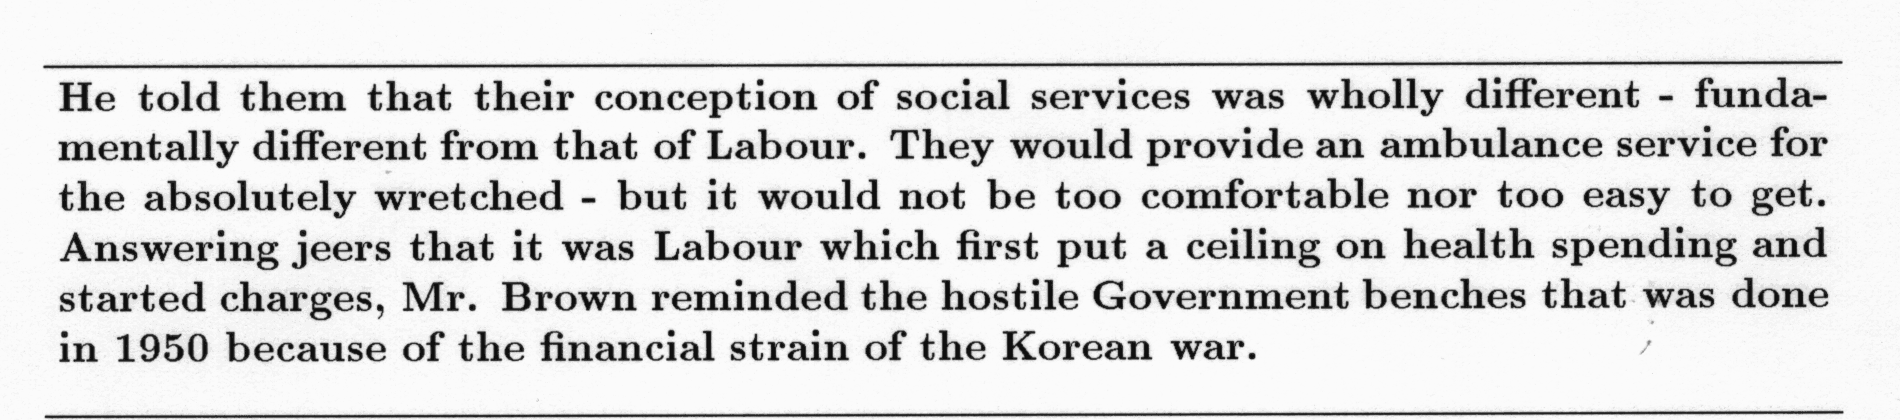 He told them that their conception of social services was wholly different - funda-
mentally different from that of Labour. They would provide an ambulance service for
the absolutely wretched - but it would not be too comfortable nor too easy to get.
Answering jeers that it was Labour which first put a ceiling on health spending and
started charges, Mr. Brown reminded the hostile Government benches that was done
in 1950 because of the financial strain of the Korean war.